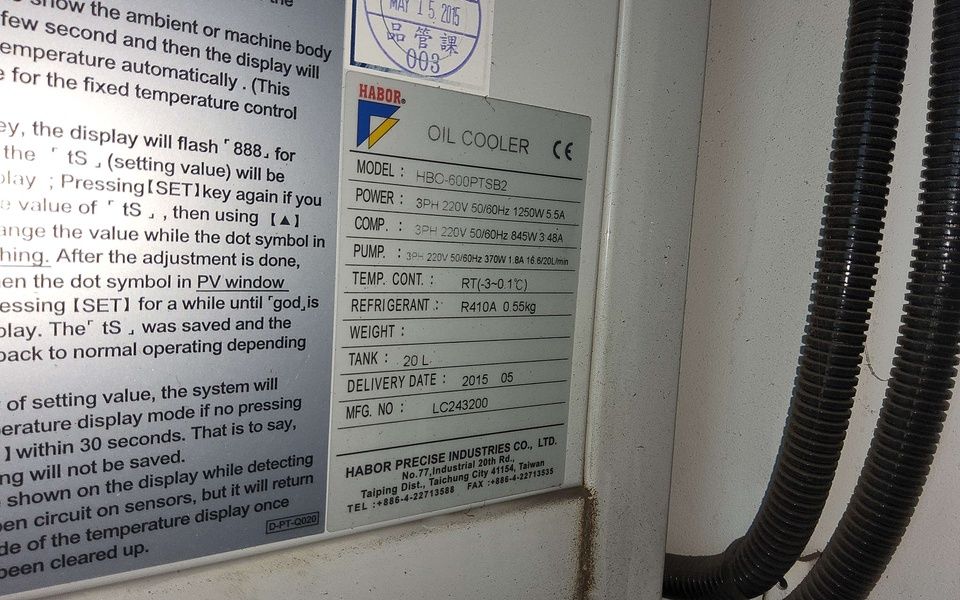 show the ambient or machine body
few second and then the display will
emperature automatically . (This
e for the fixed temperature control
ey, the display will flash「888」for
the「 tS 」(setting value) will be
play ; Pressing【SET】key again if you
e value of「 tS 」, then using 【▲】
ange the value while the dot symbol in
hing. After the adjustment is done,
en the dot symbol in PV window
essing【SET】for a while until「god」is
play. The「 tS 」was saved and the
back to normal operating depending
of setting value, the system will
erature display mode if no pressing
】within 30 seconds. That is to say,
ng will not be saved.
shown on the display while detecting
pen circuit on sensors, but it will return
de of the temperature display once
been cleared up.
D-PT-Q020
MAY 15. 2015
品管課
003
HABOR®
OIL COOLER CE
MODEL : HBO-600PTSB2
POWER : 3PH 220V 50/60Hz 1250W 5.5A
COMP. : 3PH 220V 50/60Hz 845W 3.48A
PUMP. : 3PH 220V 50/60Hz 370W 1.8A 16.6/20L/min
TEMP. CONT. : RT(-3~0.1℃)
REFRIGERANT : R410A 0.55kg
WEIGHT :
TANK : 20 L
DELIVERY DATE : 2015 05
MFG. NO : LC243200
HABOR PRECISE INDUSTRIES CO., LTD.
No.77,Industrial 20th Rd.,
Taiping Dist., Taichung City 41154, Taiwan
TEL :+886-4-22713588 FAX :+886-4-22713535